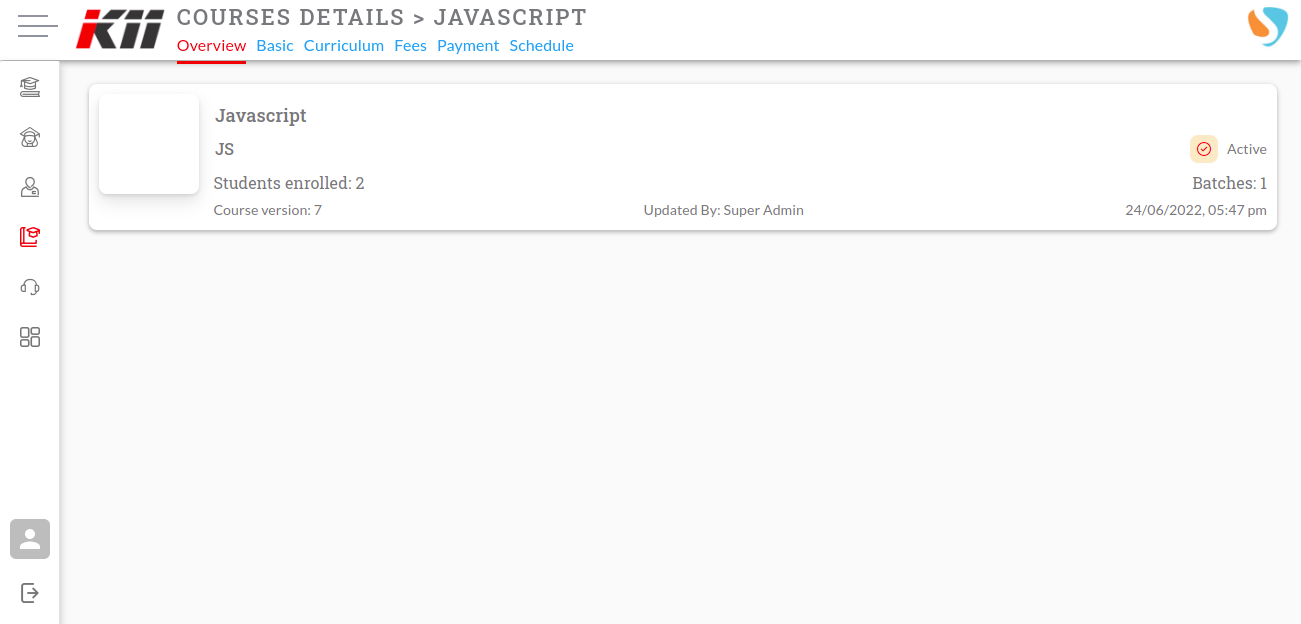 KII
COURSES DETAILS > JAVASCRIPT
Overview Basic Curriculum Fees Payment Schedule
Javascript
JS
Active
Students enrolled: 2
Batches: 1
Course version: 7
Updated By: Super Admin
24/06/2022, 05:47 pm